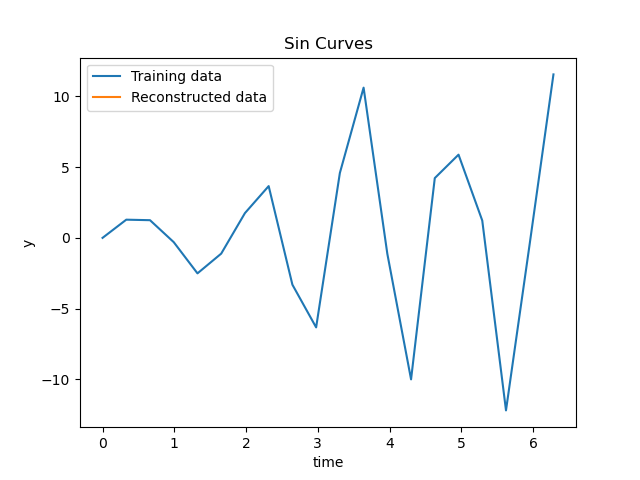 Sin Curves
Training data
Reconstructed data
10
5
0
−5
−10
y
0 1 2 3 4 5 6
time